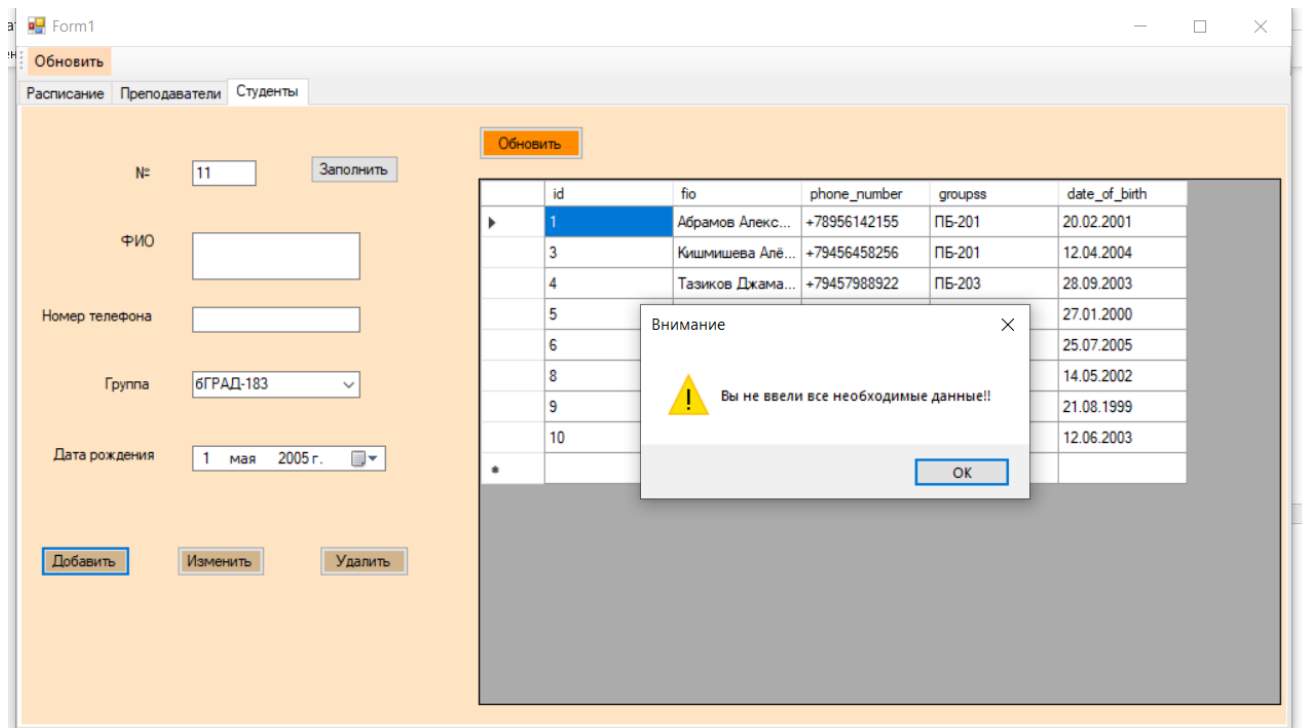 Form1
Обновить
Расписание Преподаватели Студенты
Обновить
№ 11 Заполнить
ФИО
Номер телефона
Группа бГРАД-183
Дата рождения 1 мая 2005 г.
Добавить Изменить Удалить
id fio phone_number groupss date_of_birth
1 Абрамов Алекс... +78956142155 ПБ-201 20.02.2001
3 Кишмишева Алё... +79456458256 ПБ-201 12.04.2004
4 Тазиков Джама... +79457988922 ПБ-203 28.09.2003
5 27.01.2000
6 25.07.2005
8 14.05.2002
9 21.08.1999
10 12.06.2003
*
Внимание
Вы не ввели все необходимые данные!!
OK